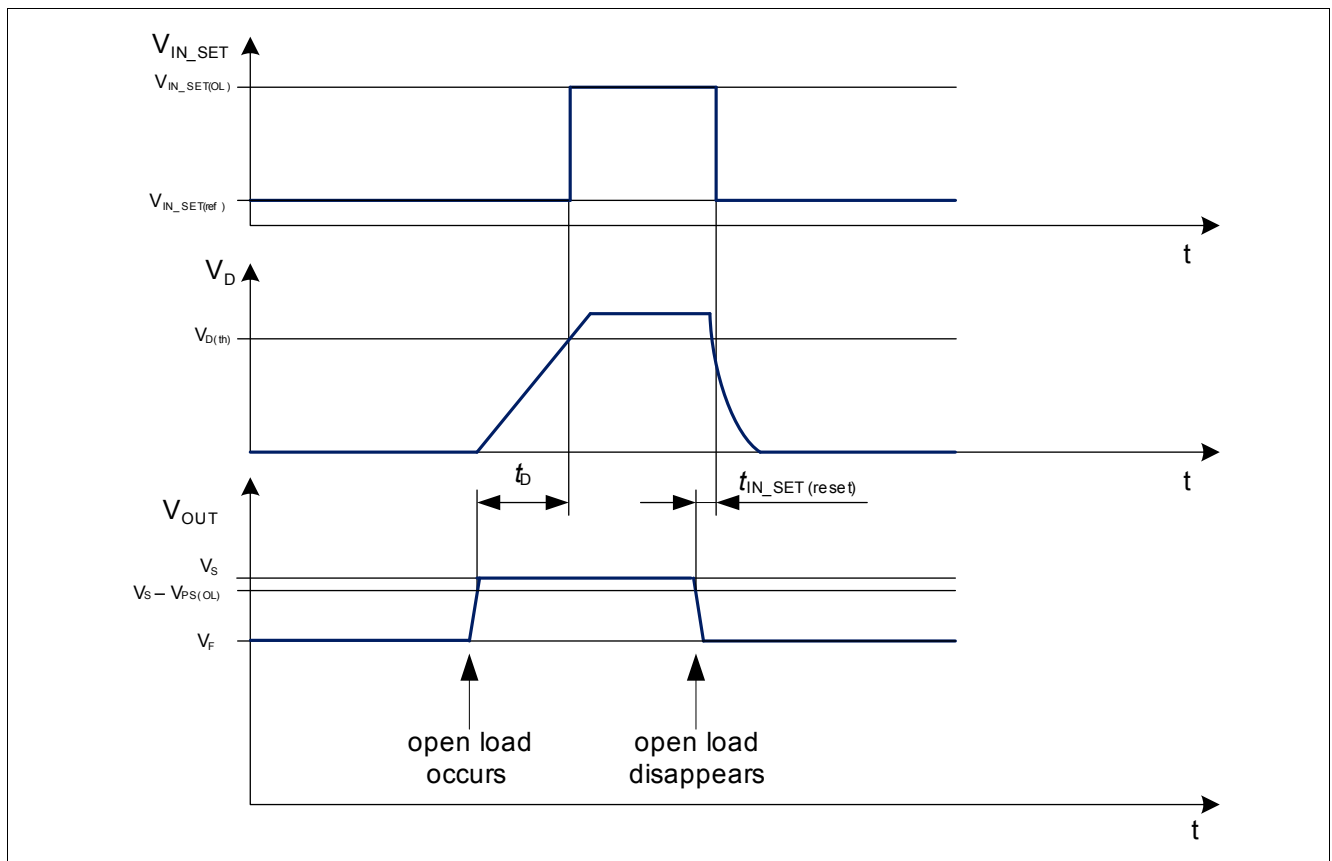 VIN_SET
VIN_SET(OL)
VIN_SET(ref)
t
VD
VD(th)
t
tD
tIN_SET (reset)
VOUT
VS
VS – VPS(OL)
VF
open load
occurs
open load
disappears
t